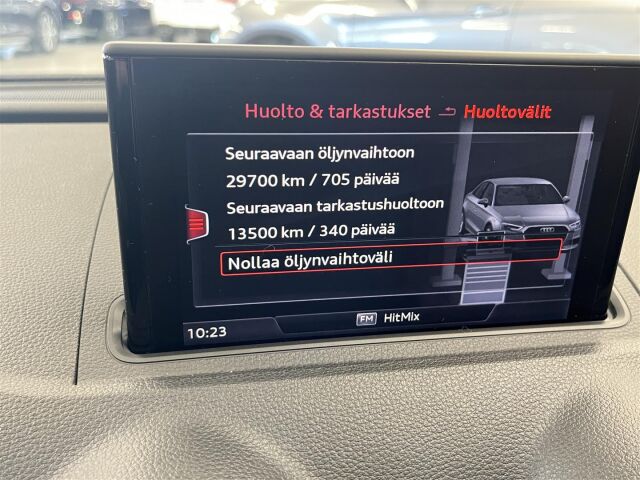 Huolto & tarkastukset Huoltovälit
Seuraavaan öljynvaihtoon
29700 km / 705 päivää
Seuraavaan tarkastushuoltoon
13500 km / 340 päivää
Nollaa öljynvaihtoväli
10:23 FM HitMix